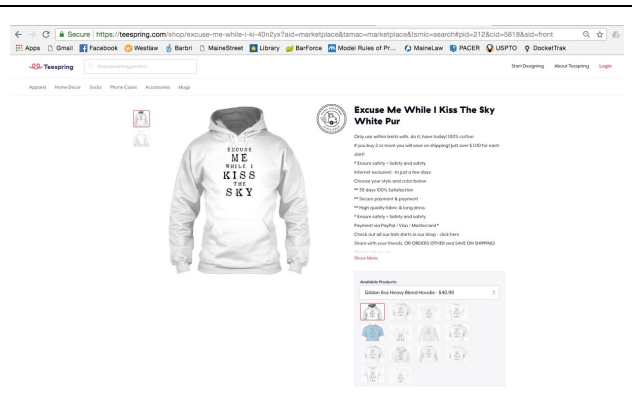 Secure | https://teespring.com/shop/excuse-me-while-i-ki-40n2yx?aid=marketplace&tsmac=marketplace&tsmic=search#pid=212&cid=5818&sid=front
Apps Gmail Facebook Westlaw Barbri MaineStreet Library BarForce Model Rules of Pr... MaineLaw PACER USPTO DocketTrak
Teespring
Start Designing About Teespring Login
Apparel Home Decor Socks Phone Cases Accessories Mugs
EXCUSE
ME
WHILE I
KISS
THE
SKY
Excuse Me While I Kiss The Sky
White Pur
Only use within limits with, do it, have today! 100% cotton
If you buy 2 or more you will save on shipping! Just over $1.00 for each
shirt!
* Ensure safety > Safety and safety
Internet exclusive! - In just a few days
Choose your style and color below
** 30 days 100% Satisfaction
** Secure payment & payment
** High quality fabric & long dress
* Ensure safety > Safety and safety
Payment via PayPal / Visa / Mastercard *
Check out all our Irish shirts in our shop - click here
Share with your friends, OR ORDERS OTHER and SAVE ON SHIPPING!
Show More
Available Products:
Gildan 8oz Heavy Blend Hoodie - $40.99